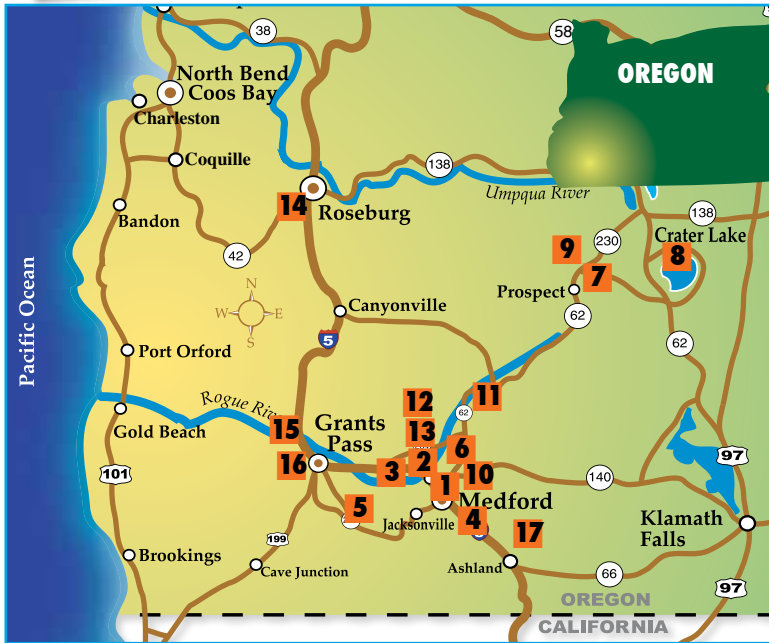 38
58
OREGON
North Bend
Coos Bay
Charleston
Coquille
138
Umpqua River
14
Roseburg
Bandon
42
138
230
Crater Lake
9
8
7
Prospect
N
W
E
S
Canyonville
62
62
5
Port Orford
Pacific Ocean
Rogue
Gold Beach
15
Grants
Pass
16
12
11
62
13
6
2
3
10
1
Medford
101
97
140
5
Jacksonville
4
17
Klamath
Falls
199
Brookings
Cave Junction
Ashland
66
97
OREGON
CALIFORNIA